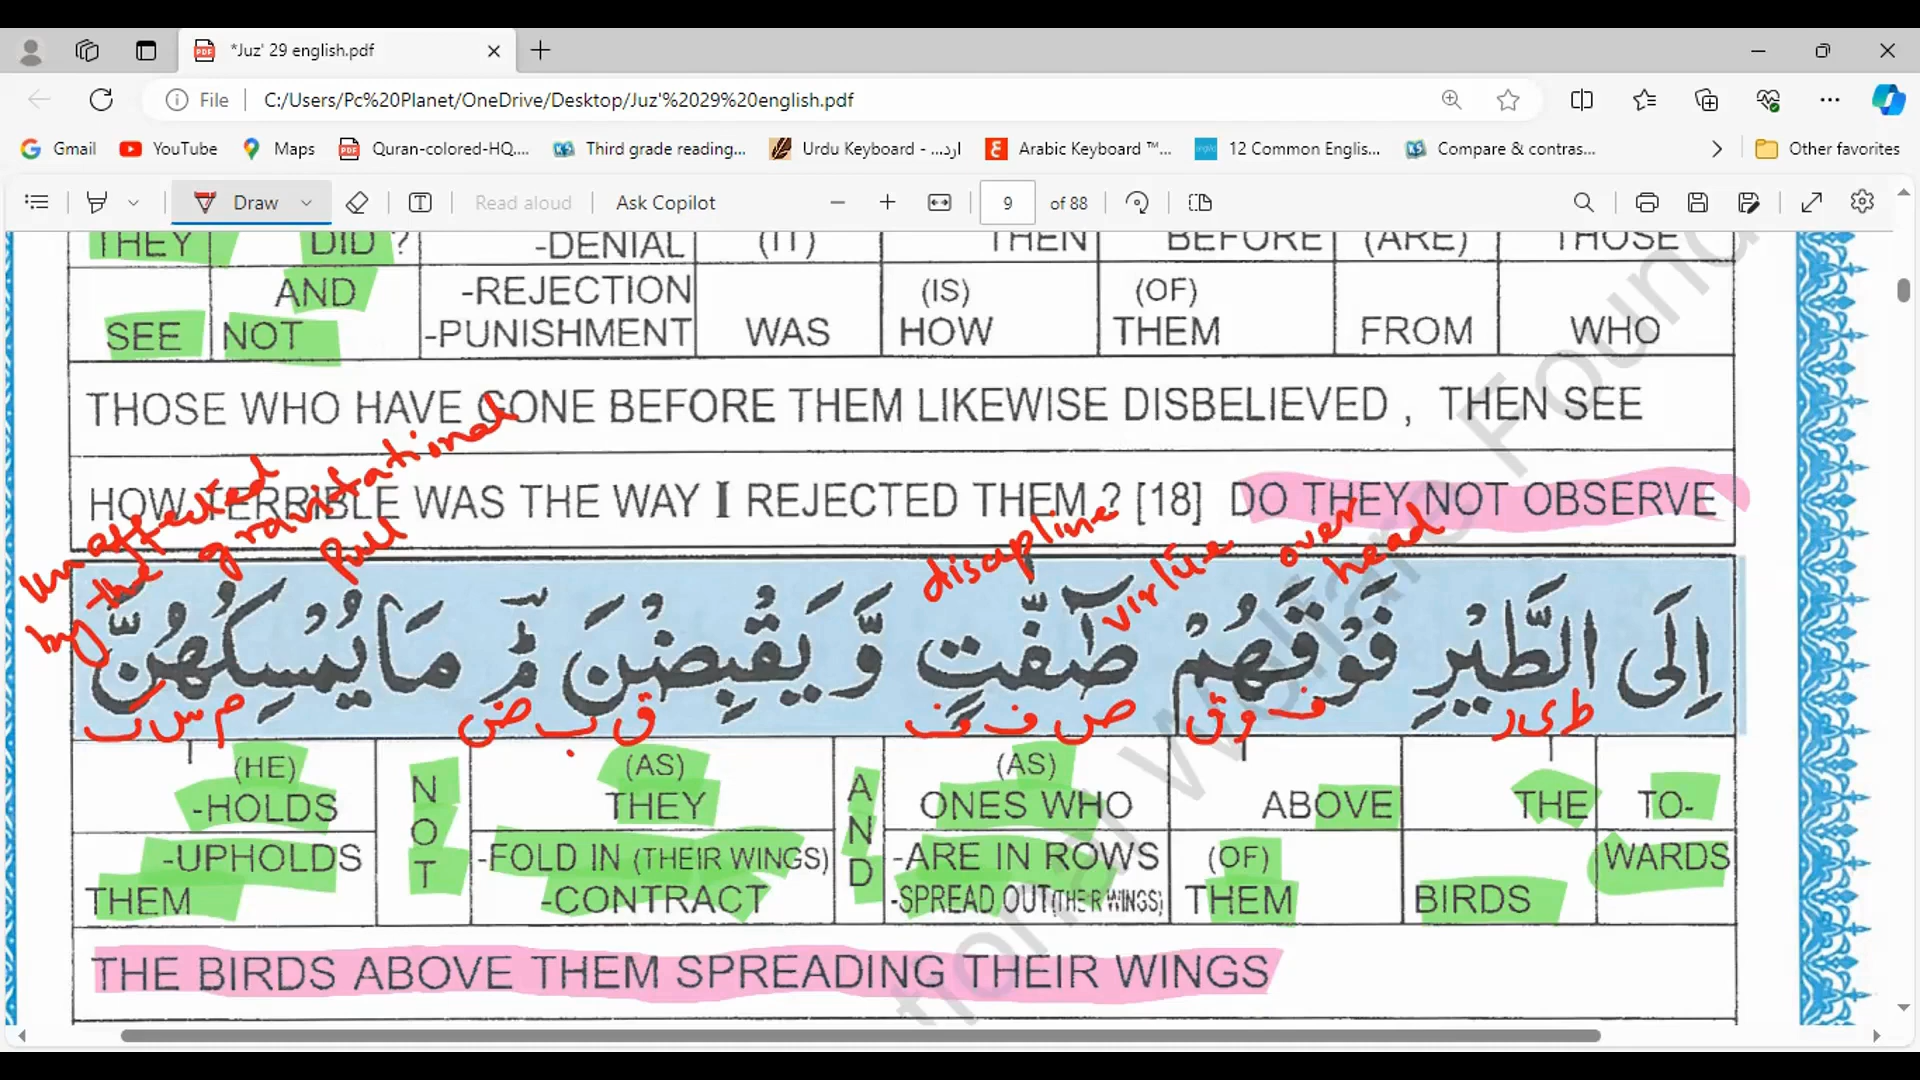 *Juz' 29 english.pdf
File C:/Users/Pc%20Planet/OneDrive/Desktop/Juz'%2029%20english.pdf
Gmail YouTube Maps Quran-colored-HQ.... Third grade reading... Urdu Keyboard - ...اُرد Arabic Keyboard ™... 12 Common Englis... Compare & contras... Other favorites
Draw Read aloud Ask Copilot 9 of 88
THEY DID ? -DENIAL (IT) THEN BEFORE (ARE) THOSE
AND -REJECTION (IS) (OF)
SEE NOT -PUNISHMENT WAS HOW THEM FROM WHO
THOSE WHO HAVE GONE BEFORE THEM LIKEWISE DISBELIEVED , THEN SEE
HOW TERRIBLE WAS THE WAY I REJECTED THEM ? [18] DO THEY NOT OBSERVE
unaffected
by the gravitational
pull
discipline
virtue
over
head
اِلَى الطَّيْرِ فَوْقَهُمْ صٰٓفّٰتٍ وَّيَقْبِضْنَ ؔۘ مَا يُمْسِكُهُنَّ
ط ی ر ف و ق ص ف ف ق ب ض م س ک
(HE) NOT (AS) AND (AS)
-HOLDS THEY ONES WHO ABOVE THE TO-
-UPHOLDS -FOLD IN (THEIR WINGS) -ARE IN ROWS (OF) WARDS
THEM -CONTRACT -SPREAD OUT(THEIR WINGS) THEM BIRDS
THE BIRDS ABOVE THEM SPREADING THEIR WINGS